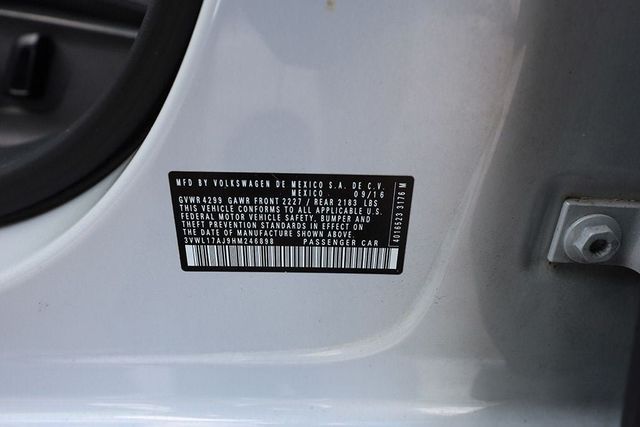 MFD BY VOLKSWAGEN DE MEXICO S.A. DE C.V.
MEXICO 09/16
GVWR 4299 GAWR FRONT 2227 / REAR 2183 LBS
THIS VEHICLE CONFORMS TO ALL APPLICABLE U.S.
FEDERAL MOTOR VEHICLE SAFETY, BUMPER AND
THEFT PREVENTION STANDARDS IN EFFECT ON
DATE OF MANUFACTURE SHOWN ABOVE.
3VWL17AJ9HM246898 PASSENGER CAR
4016523 3176 M